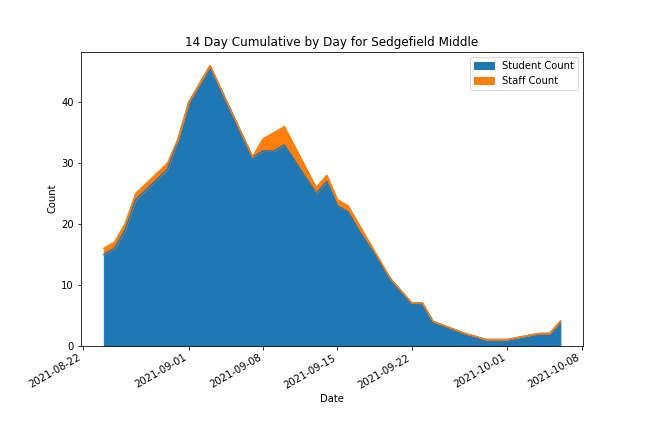 14 Day Cumulative by Day for Sedgefield Middle
Student Count
Staff Count
Count
40
30
20
10
0
2021-08-22
2021-09-01
2021-09-08
2021-09-15
2021-09-22
2021-10-01
2021-10-08
Date